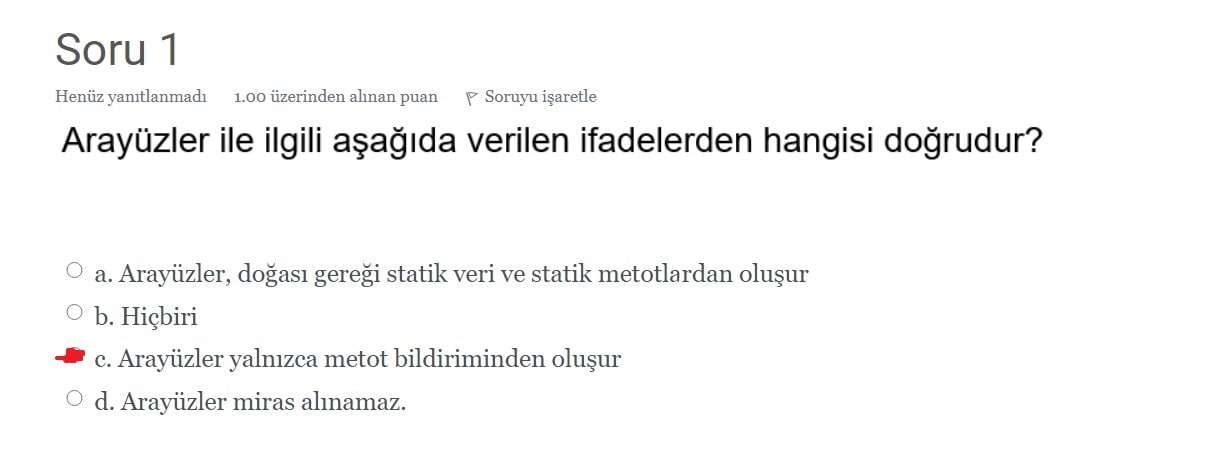 Soru 1
Henüz yanıtlanmadı 1.00 üzerinden alınan puan Soruyu işaretle
Arayüzler ile ilgili aşağıda verilen ifadelerden hangisi doğrudur?
a. Arayüzler, doğası gereği statik veri ve statik metotlardan oluşur
b. Hiçbiri
c. Arayüzler yalnızca metot bildiriminden oluşur
d. Arayüzler miras alınamaz.